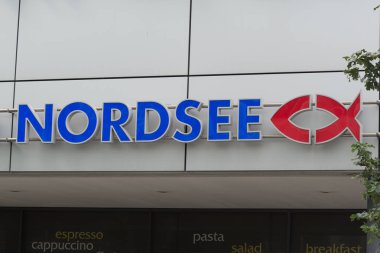 NORDSEE
espresso
cappuccino
pasta
salad
breakfast